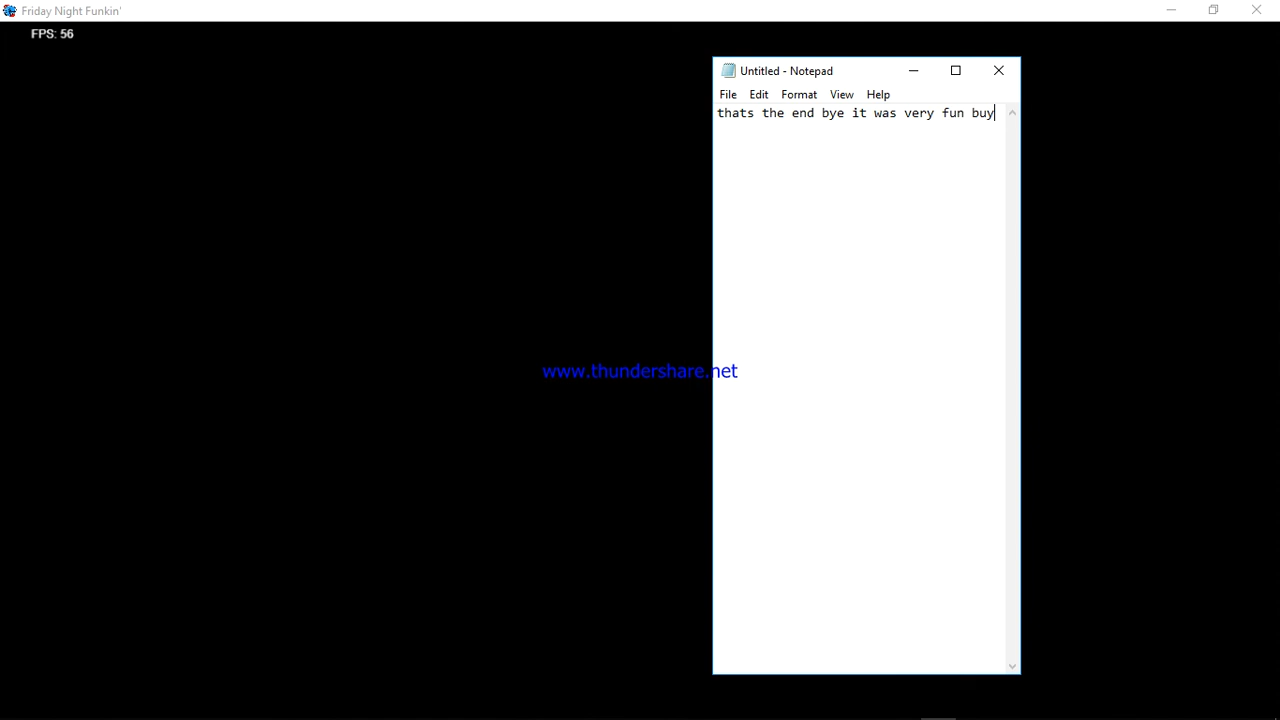 Friday Night Funkin'
FPS: 56
Untitled - Notepad
File Edit Format View Help
thats the end bye it was very fun buy
www.thundershare.net